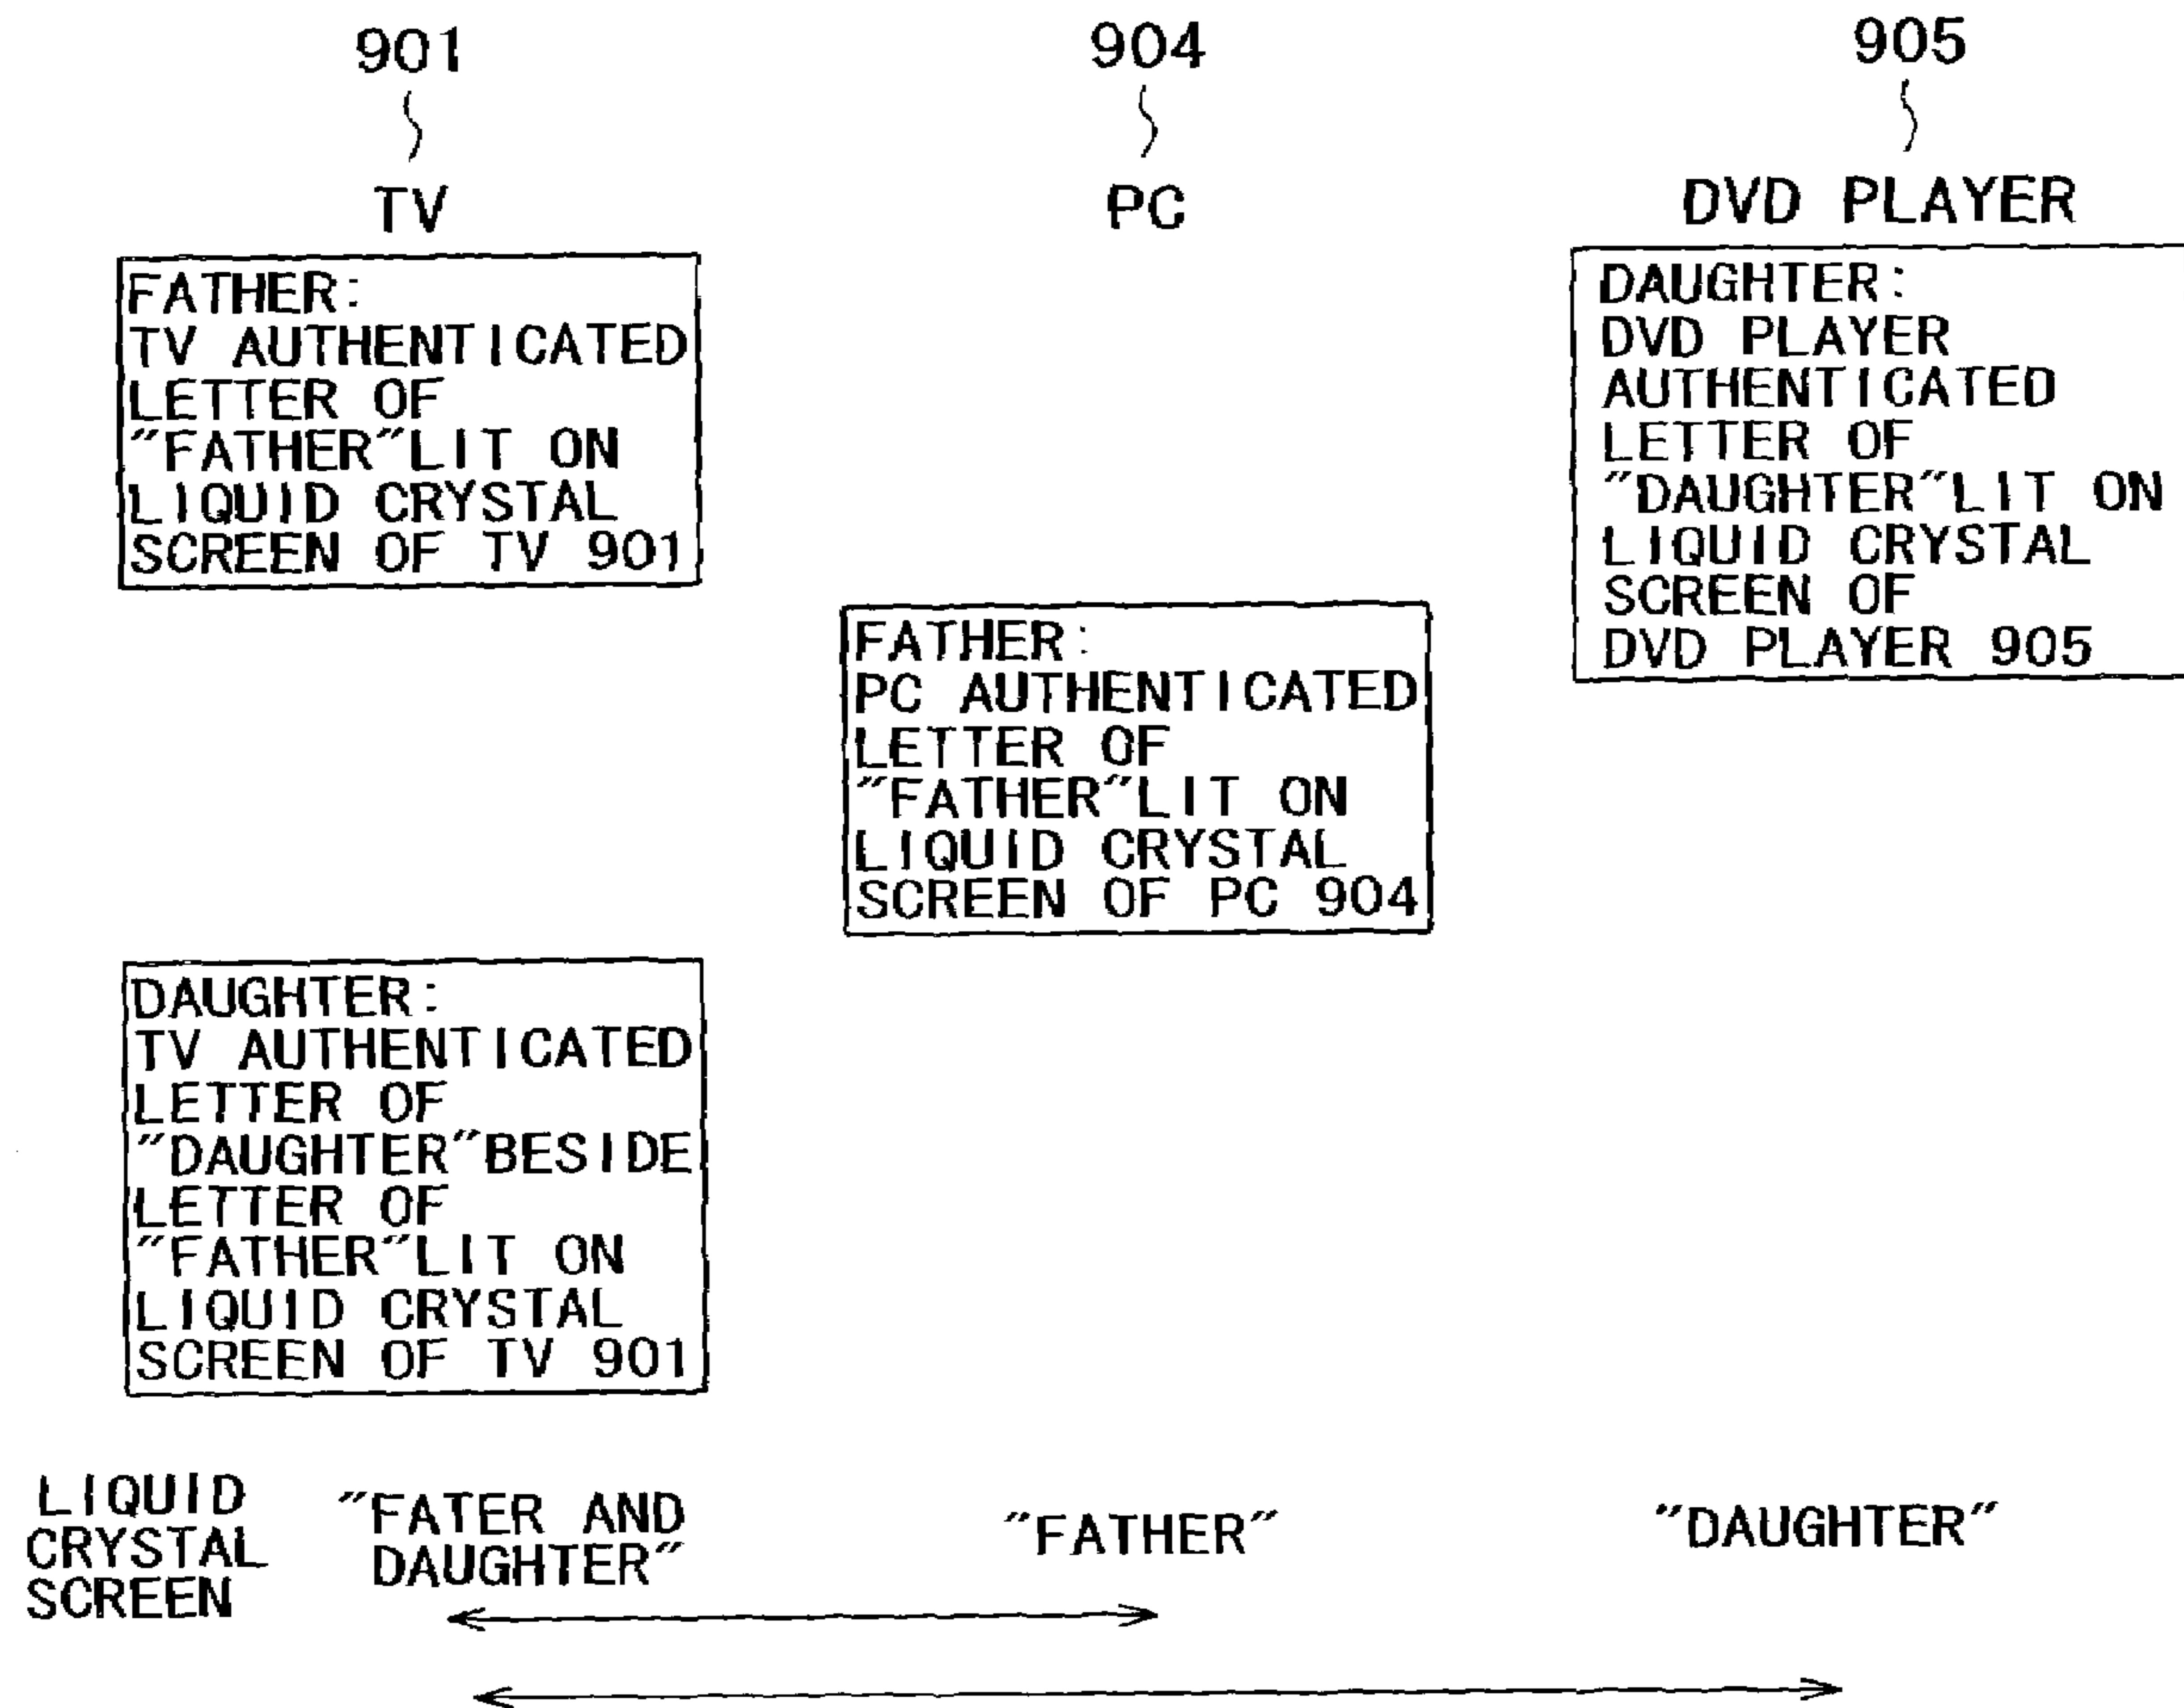 901
904
905
TV
PC
DVD PLAYER
FATHER:
TV AUTHENTICATED
LETTER OF
"FATHER"LIT ON
LIQUID CRYSTAL
SCREEN OF TV 901
DAUGHTER:
DVD PLAYER
AUTHENTICATED
LETTER OF
"DAUGHTER"LIT ON
LIQUID CRYSTAL
SCREEN OF
DVD PLAYER 905
FATHER:
PC AUTHENTICATED
LETTER OF
"FATHER"LIT ON
LIQUID CRYSTAL
SCREEN OF PC 904
DAUGHTER:
TV AUTHENTICATED
LETTER OF
"DAUGHTER"BESIDE
LETTER OF
"FATHER"LIT ON
LIQUID CRYSTAL
SCREEN OF TV 901
LIQUID
CRYSTAL
SCREEN
"FATER AND
DAUGHTER"
"FATHER"
"DAUGHTER"